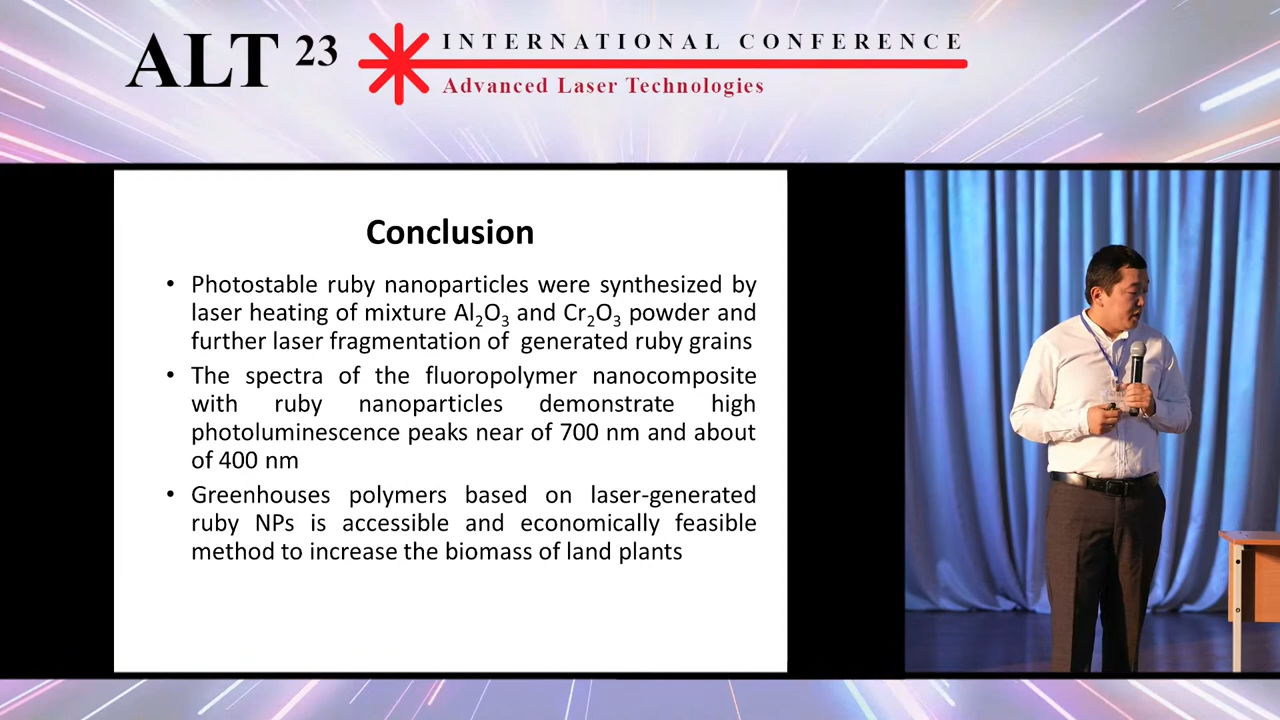 ALT 23
INTERNATIONAL CONFERENCE
Advanced Laser Technologies
Conclusion
• Photostable ruby nanoparticles were synthesized by
laser heating of mixture Al₂O₃ and Cr₂O₃ powder and
further laser fragmentation of generated ruby grains
• The spectra of the fluoropolymer nanocomposite
with ruby nanoparticles demonstrate high
photoluminescence peaks near of 700 nm and about
of 400 nm
• Greenhouses polymers based on laser-generated
ruby NPs is accessible and economically feasible
method to increase the biomass of land plants